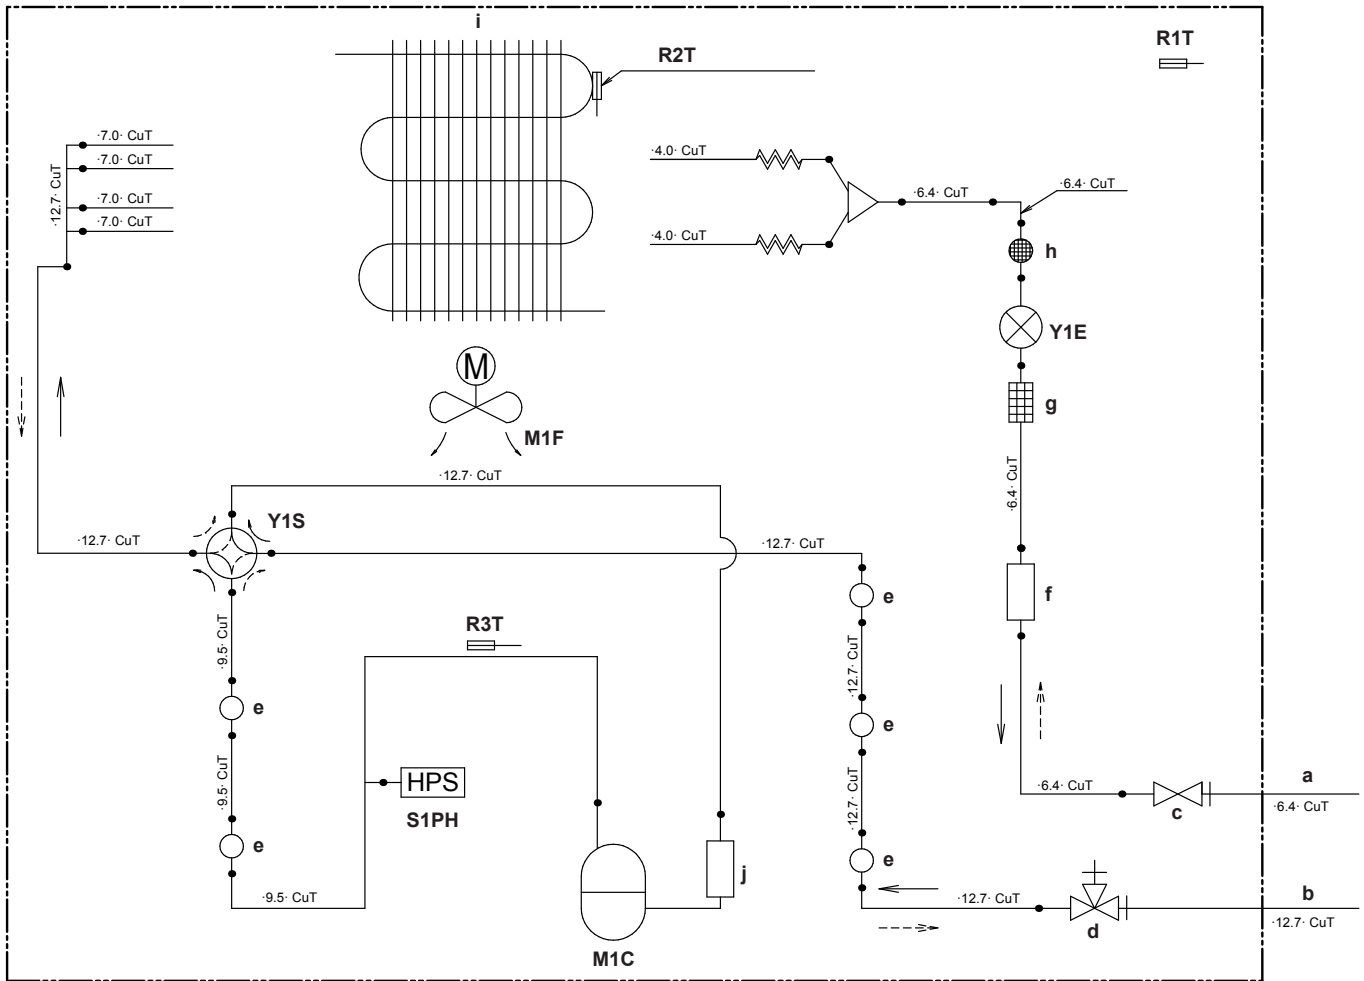 i
R2T
R1T
·7.0· CuT
·7.0· CuT
·7.0· CuT
·7.0· CuT
·12.7· CuT
·4.0· CuT
·4.0· CuT
·6.4· CuT
·6.4· CuT
h
Y1E
g
M
M1F
·6.4· CuT
·12.7· CuT
Y1S
·12.7· CuT
·12.7· CuT
e
f
R3T
·9.5· CuT
·12.7· CuT
e
e
·9.5· CuT
·12.7· CuT
HPS
S1PH
·6.4· CuT
c
a
·6.4· CuT
e
e
j
·9.5· CuT
M1C
·12.7· CuT
d
b
·12.7· CuT